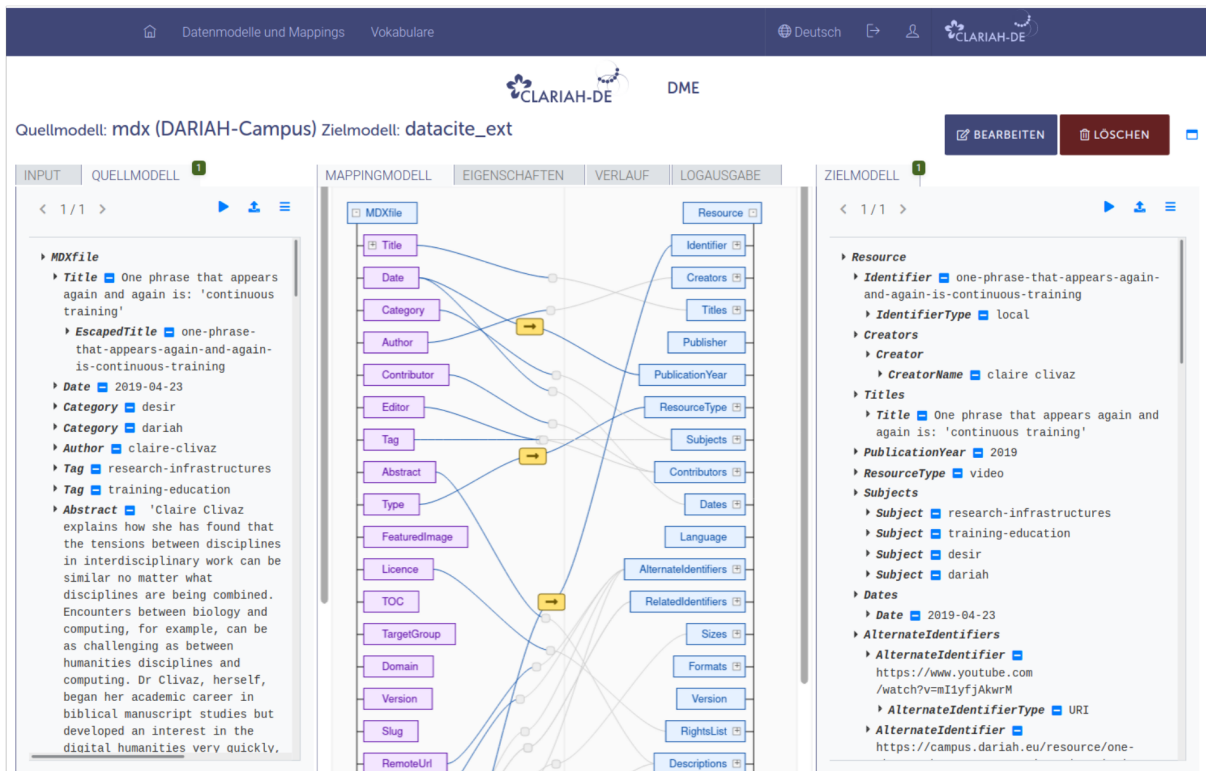 Datenmodelle und Mappings Vokabulare Deutsch CLARIAH-DE
CLARIAH-DE DME
Quellmodell: mdx (DARIAH-Campus) Zielmodell: datacite_ext
BEARBEITEN LÖSCHEN
INPUT QUELLMODELL 1
1/1
MDXfile
Title One phrase that appears
again and again is: 'continuous
training'
EscapedTitle one-phrase-
that-appears-again-and-again-
is-continuous-training
Date 2019-04-23
Category desir
Category dariah
Author claire-clivaz
Tag research-infrastructures
Tag training-education
Abstract 'Claire Clivaz
explains how she has found that
the tensions between disciplines
in interdisciplinary work can be
similar no matter what
disciplines are being combined.
Encounters between biology and
computing, for example, can be
as challenging as between
humanities disciplines and
computing. Dr Clivaz, herself,
began her academic career in
biblical manuscript studies but
developed an interest in the
digital humanities very quickly,
MAPPINGMODELL EIGENSCHAFTEN VERLAUF LOGAUSGABE
MDXfile Resource
Title Identifier
Date Creators
Category Titles
Author Publisher
Contributor PublicationYear
Editor ResourceType
Tag Subjects
Abstract Contributors
Type Dates
FeaturedImage Language
Licence AlternateIdentifiers
TOC RelatedIdentifiers
TargetGroup Sizes
Domain Formats
Version Version
Slug RightsList
RemoteUrl Descriptions
ZIELMODELL 1
1/1
Resource
Identifier one-phrase-that-appears-again-
and-again-is-continuous-training
IdentifierType local
Creators
Creator
CreatorName claire clivaz
Titles
Title One phrase that appears again and
again is: 'continuous training'
PublicationYear 2019
ResourceType video
Subjects
Subject research-infrastructures
Subject training-education
Subject desir
Subject dariah
Dates
Date 2019-04-23
AlternateIdentifiers
AlternateIdentifier
https://www.youtube.com
/watch?v=mI1yfjAkwrM
AlternateIdentifierType URI
AlternateIdentifier
https://campus.dariah.eu/resource/one-